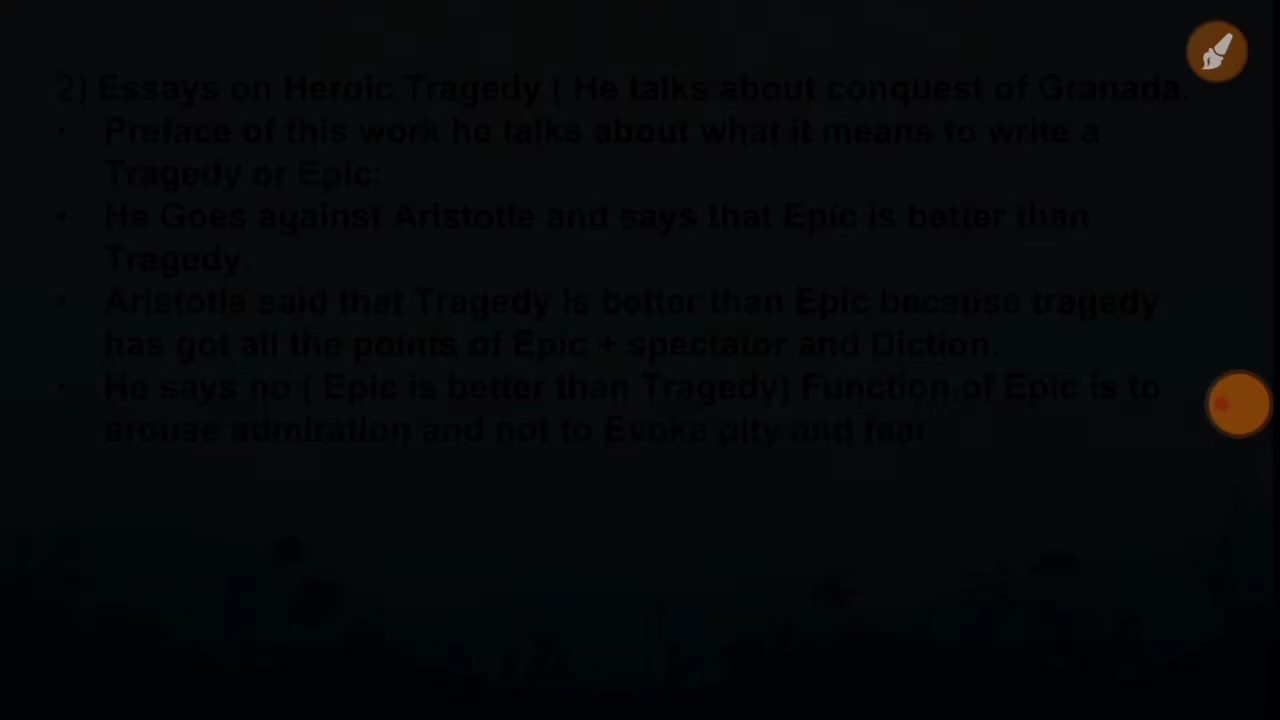 2) Essays on Heroic Tragedy ( He talks about conquest of Granada.
• Preface of this work he talks about what it means to write a
Tragedy or Epic.
• He Goes against Aristotle and says that Epic is better than
Tragedy.
• Aristotle said that Tragedy is better than Epic because tragedy
has got all the points of Epic + spectator and Diction.
• He says no ( Epic is better than Tragedy) Function of Epic is to
arouse admiration and not to Evoke pity and fear